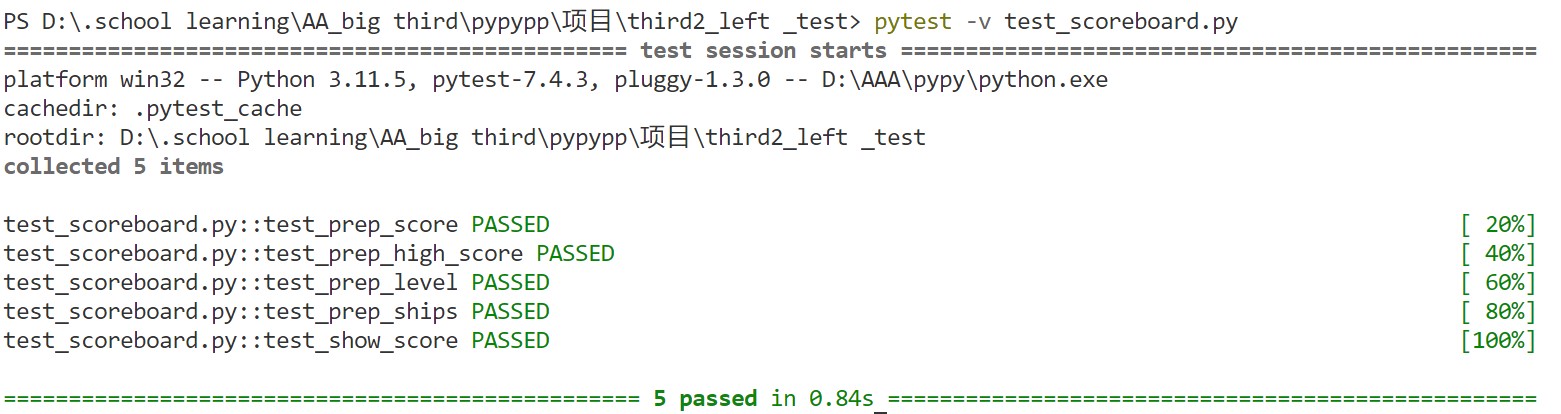 PS D:\.school learning\AA_big third\pypypp\项目\third2_left _test> pytest -v test_scoreboard.py
================================================ test session starts =================================================
platform win32 -- Python 3.11.5, pytest-7.4.3, pluggy-1.3.0 -- D:\AAA\pypy\python.exe
cachedir: .pytest_cache
rootdir: D:\.school learning\AA_big third\pypypp\项目\third2_left _test
collected 5 items
test_scoreboard.py::test_prep_score PASSED [ 20%]
test_scoreboard.py::test_prep_high_score PASSED [ 40%]
test_scoreboard.py::test_prep_level PASSED [ 60%]
test_scoreboard.py::test_prep_ships PASSED [ 80%]
test_scoreboard.py::test_show_score PASSED [100%]
================================================= 5 passed in 0.84s ==================================================